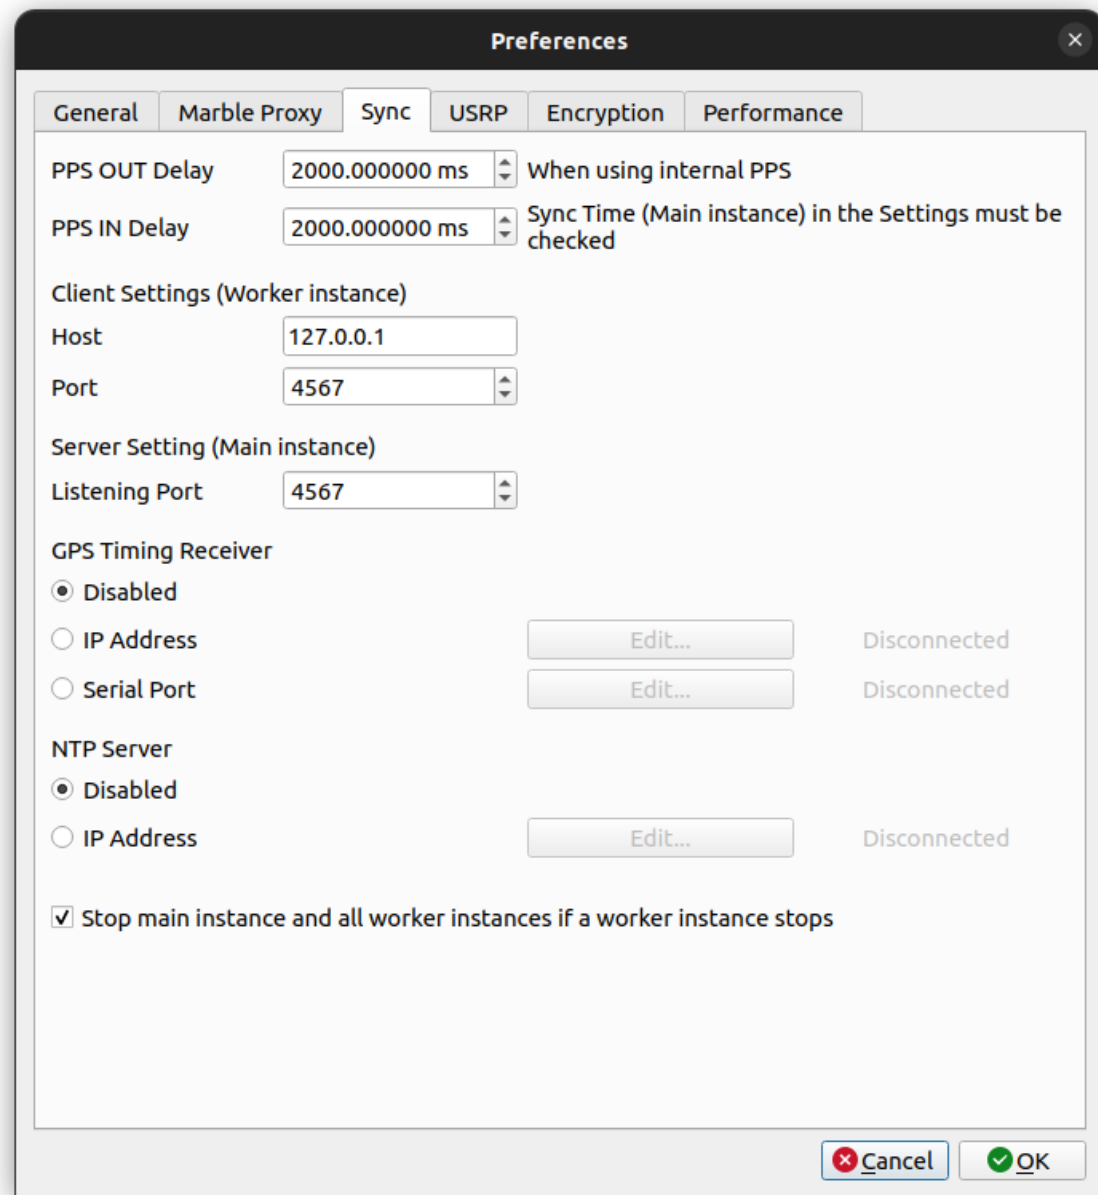 Preferences
General Marble Proxy Sync USRP Encryption Performance
PPS OUT Delay 2000.000000 ms When using internal PPS
PPS IN Delay 2000.000000 ms Sync Time (Main instance) in the Settings must be
checked
Client Settings (Worker instance)
Host 127.0.0.1
Port 4567
Server Setting (Main instance)
Listening Port 4567
GPS Timing Receiver
Disabled
IP Address Edit... Disconnected
Serial Port Edit... Disconnected
NTP Server
Disabled
IP Address Edit... Disconnected
Stop main instance and all worker instances if a worker instance stops
Cancel OK